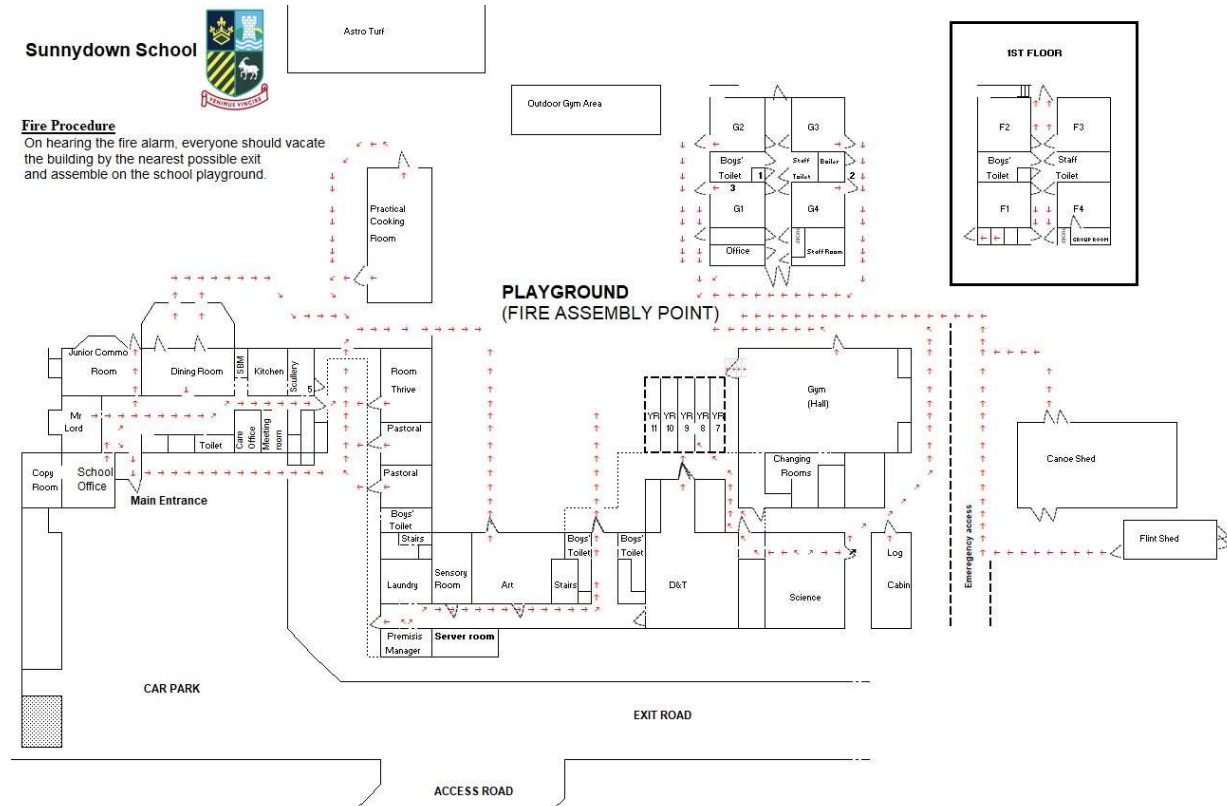 Sunnydown School
VENIMUS VINCIRE
Fire Procedure
On hearing the fire alarm, everyone should vacate
the building by the nearest possible exit
and assemble on the school playground.
Astro Turf
Outdoor Gym Area
Practical
Cooking
Room
G2
G3
Boys'
Toilet
1
Staff
Toilet
Boiler
2
3
G1
G4
Office
Staff Room
1ST FLOOR
F2
F3
Boys'
Toilet
Staff
Toilet
F1
F4
GROUP ROOM
PLAYGROUND
(FIRE ASSEMBLY POINT)
Junior Commo
Room
Dining Room
SBM
Kitchen
Scullery
5
Room
Thrive
Mr
Lord
Toilet
Care
Office
Meeting
room
Pastoral
Pastoral
Copy
Room
School
Office
Main Entrance
Boys'
Toilet
Stairs
Laundry
Sensory
Room
Art
Boys'
Toilet
Stairs
Boys'
Toilet
D&T
YR
11
YR
10
YR
9
YR
8
YR
7
Gym
(Hall)
Changing
Rooms
Science
Log
Cabin
Emeregency access
Canoe Shed
Flint Shed
Premisis
Manager
Server room
CAR PARK
EXIT ROAD
ACCESS ROAD